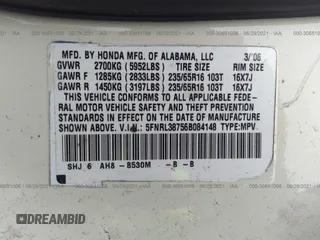 MFD. BY HONDA MFG. OF ALABAMA, LLC 3/06
GVWR 2700KG (5952LBS) TIRE SIZE RIM SIZE
GAWR F 1285KG (2833LBS) 235/65R16 103T 16X7J
GAWR R 1450KG (3197LBS) 235/65R16 103T 16X7J
THIS VEHICLE CONFORMS TO ALL APPLICABLE FEDE-
RAL MOTOR VEHICLE SAFETY AND THEFT PREVENTION
STANDARDS IN EFFECT ON THE DATE OF MANUFACTURE
SHOWN ABOVE. V.I.N.: 5FNRL38756B084148 TYPE:MPV
SHJ 6 AH8 - B530M - B - B
DREAMBID